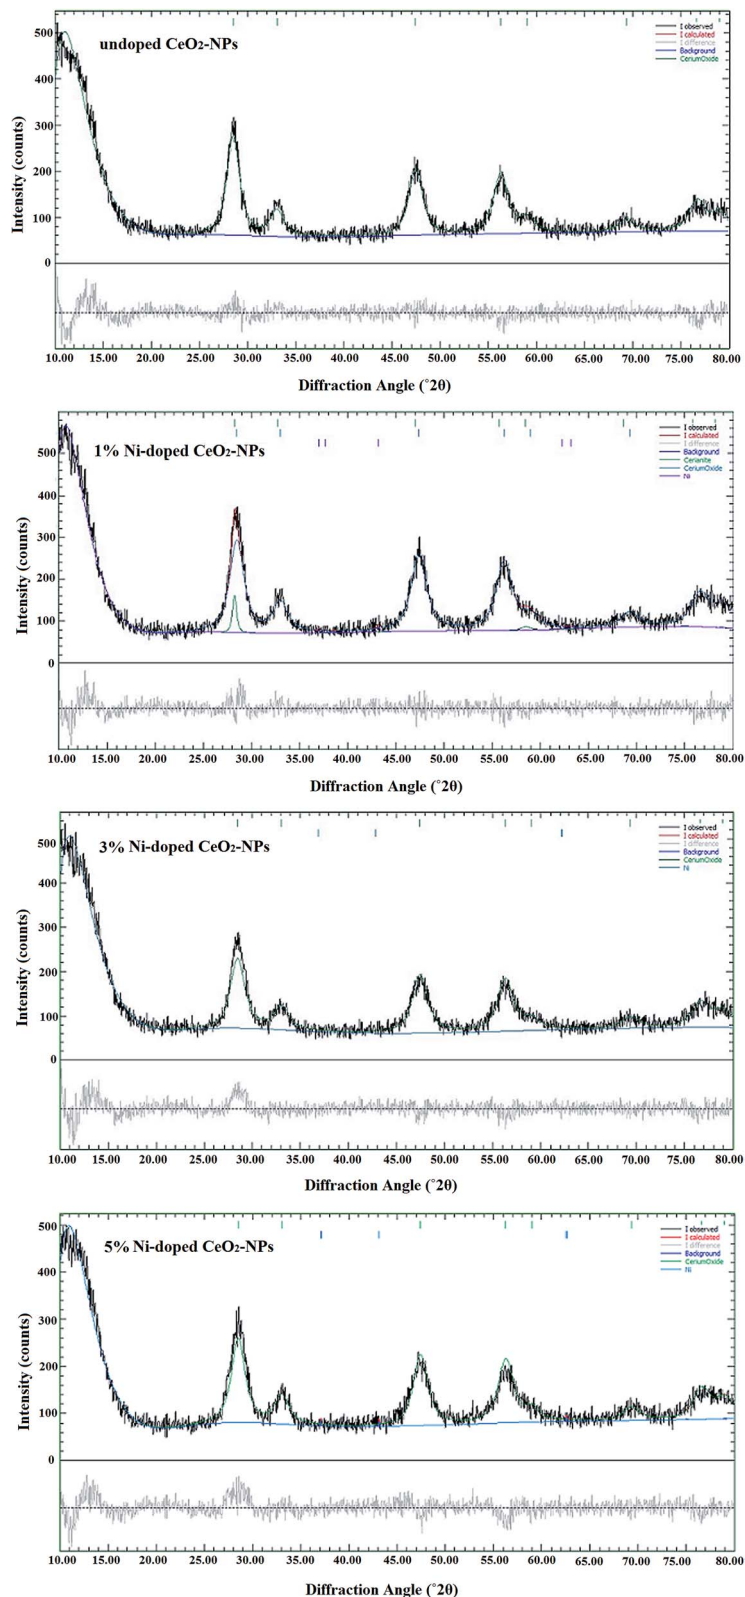 undoped CeO₂-NPs
I observed
I calculated
I difference
Background
CeriumOxide
Intensity (counts)
500
400
300
200
100
0
10.00 15.00 20.00 25.00 30.00 35.00 40.00 45.00 50.00 55.00 60.00 65.00 70.00 75.00 80.00
Diffraction Angle (˚2θ)
1% Ni-doped CeO₂-NPs
I observed
I calculated
I difference
Background
Cerianite
CeriumOxide
Ni
Intensity (counts)
500
400
300
200
100
0
10.00 15.00 20.00 25.00 30.00 35.00 40.00 45.00 50.00 55.00 60.00 65.00 70.00 75.00 80.00
Diffraction Angle (˚2θ)
3% Ni-doped CeO₂-NPs
I observed
I calculated
I difference
Background
CeriumOxide
Ni
Intensity (counts)
500
400
300
200
100
0
10.00 15.00 20.00 25.00 30.00 35.00 40.00 45.00 50.00 55.00 60.00 65.00 70.00 75.00 80.00
Diffraction Angle (˚2θ)
5% Ni-doped CeO₂-NPs
I observed
I calculated
I difference
Background
CeriumOxide
Ni
Intensity (counts)
500
400
300
200
100
0
10.00 15.00 20.00 25.00 30.00 35.00 40.00 45.00 50.00 55.00 60.00 65.00 70.00 75.00 80.00
Diffraction Angle (˚2θ)